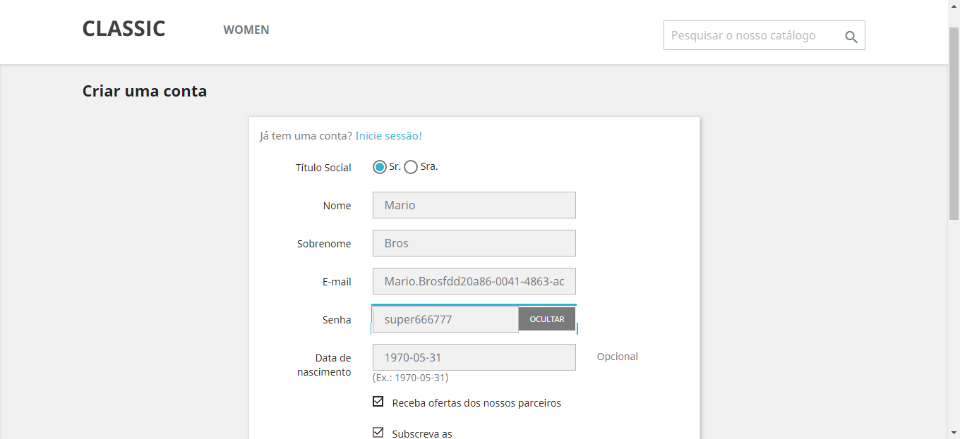 CLASSIC
WOMEN
Pesquisar o nosso catálogo
Criar uma conta
Já tem uma conta? Inicie sessão!
Título Social
Sr. Sra.
Nome
Mario
Sobrenome
Bros
E-mail
Mario.Brosfdd20a86-0041-4863-ac
Senha
super666777
OCULTAR
Data de
nascimento
1970-05-31
Opcional
(Ex.: 1970-05-31)
Receba ofertas dos nossos parceiros
Subscreva as